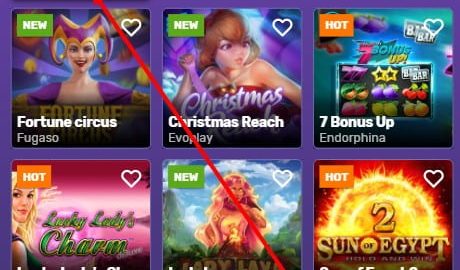 NEW
FORTUNE
CIRCUS
Fortune circus
Fugaso
NEW
Christmas
Christmas Reach
Evoplay
HOT
7 BONUS
UP!
BAR
BAR
7 Bonus Up
Endorphina
HOT
Lucky Lady's
Charm
NEW
HOT
2
SUN OF EGYPT
HOLD AND WIN